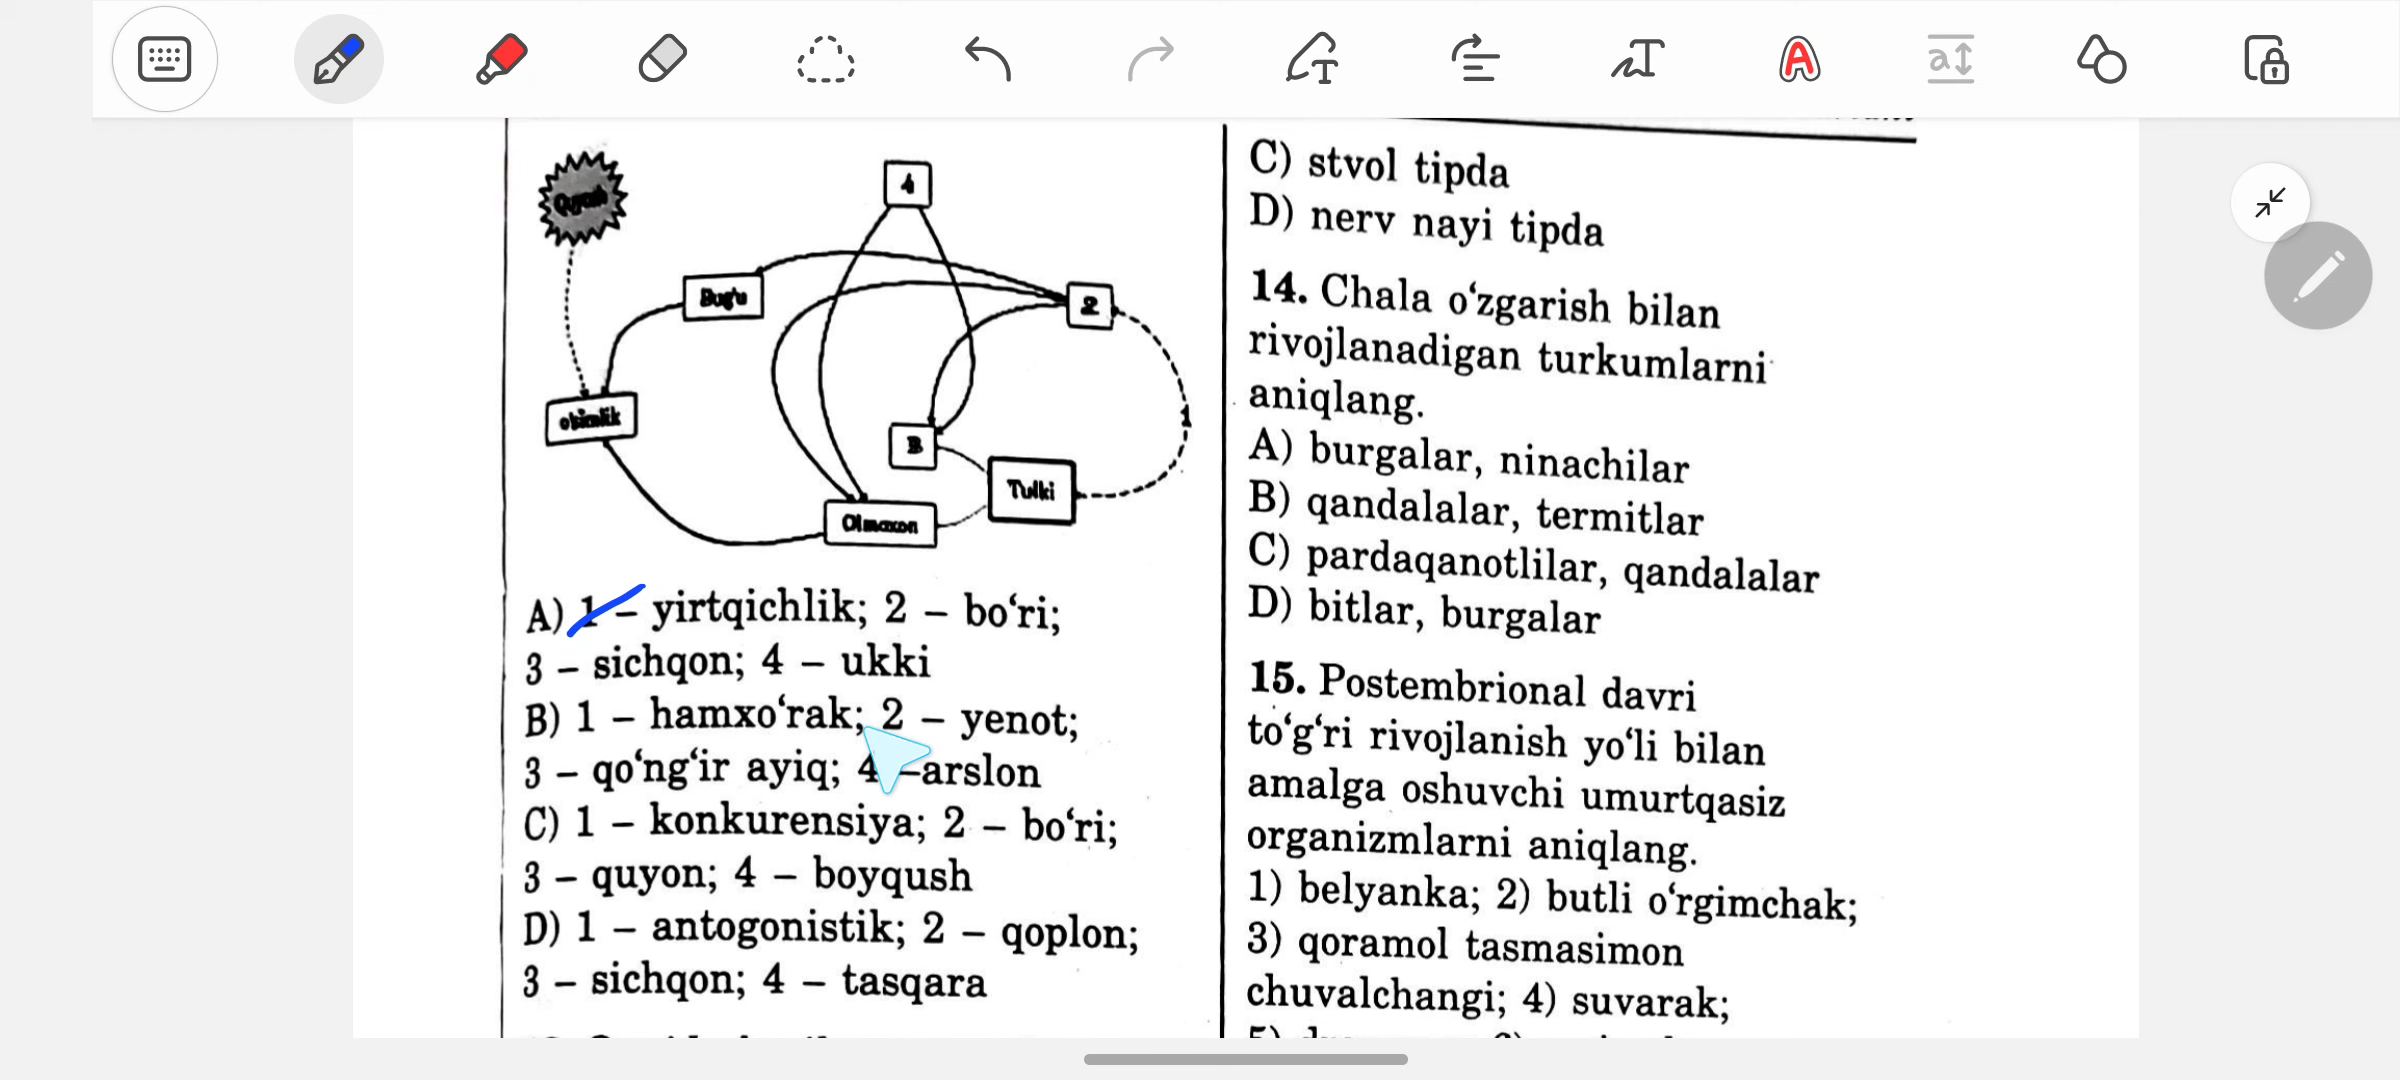 Quyosh
4
Bug'u
2
o'simlik
1
3
Tulki
Olmaxon
A) 1 – yirtqichlik; 2 – bo‘ri;
3 – sichqon; 4 – ukki
B) 1 – hamxo‘rak; 2 – yenot;
3 – qo‘ng‘ir ayiq; 4 –arslon
C) 1 – konkurensiya; 2 – bo‘ri;
3 – quyon; 4 – boyqush
D) 1 – antogonistik; 2 – qoplon;
3 – sichqon; 4 – tasqara
C) stvol tipda
D) nerv nayi tipda
14. Chala o‘zgarish bilan
rivojlanadigan turkumlarni
aniqlang.
A) burgalar, ninachilar
B) qandalalar, termitlar
C) pardaqanotlilar, qandalalar
D) bitlar, burgalar
15. Postembrional davri
to‘g‘ri rivojlanish yo‘li bilan
amalga oshuvchi umurtqasiz
organizmlarni aniqlang.
1) belyanka; 2) butli o‘rgimchak;
3) qoramol tasmasimon
chuvalchangi; 4) suvarak;